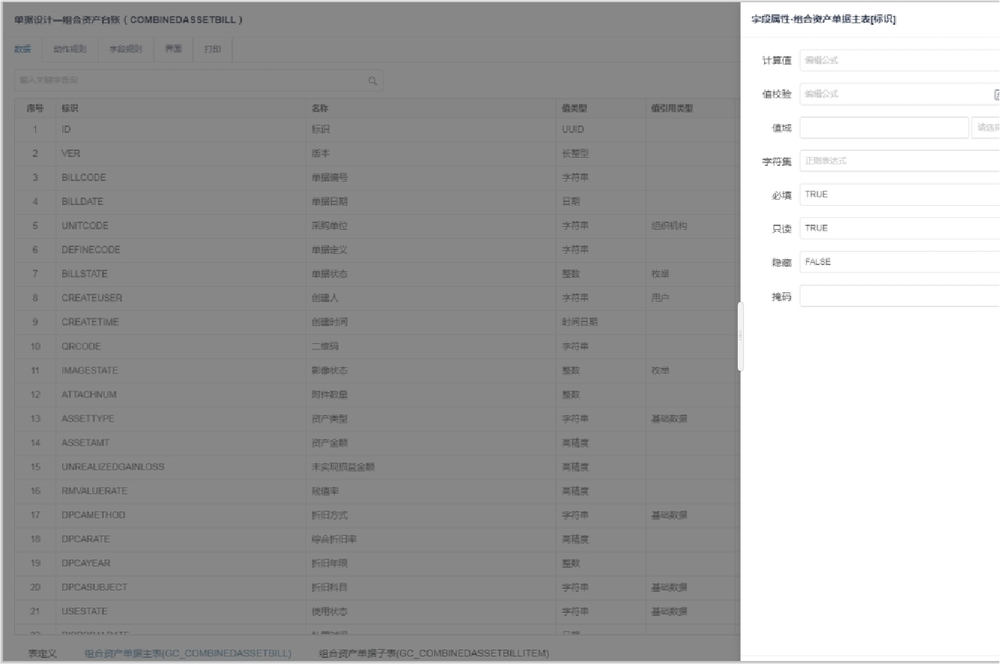 单据设计—组合资产台账（COMBINEDASSETBILL）
数据 动作规则 字段规则 界面 打印
输入关键字查询
序号 标识 名称 值类型 值引用类型
1 ID 标识 UUID
2 VER 版本 长整型
3 BILLCODE 单据编号 字符串
4 BILLDATE 单据日期 日期
5 UNITCODE 采购单位 字符串 组织机构
6 DEFINECODE 单据定义 字符串
7 BILLSTATE 单据状态 整数 枚举
8 CREATEUSER 创建人 字符串 用户
9 CREATETIME 创建时间 时间日期
10 QRCODE 二维码 字符串
11 IMAGESTATE 影像状态 整数 枚举
12 ATTACHNUM 附件数量 整数
13 ASSETTYPE 资产类型 字符串 基础数据
14 ASSETAMT 资产金额 高精度
15 UNREALIZEDGAINLOSS 未实现损益金额 高精度
16 RMVALUERATE 残值率 高精度
17 DPCAMETHOD 折旧方式 字符串 基础数据
18 DPCARATE 综合折旧率 高精度
19 DPCAYEAR 折旧年限 整数
20 DPCASUBJECT 折旧科目 字符串 基础数据
21 USESTATE 使用状态 字符串 基础数据
表定义 组合资产单据主表(GC_COMBINEDASSETBILL) 组合资产单据子表(GC_COMBINEDASSETBILLITEM)
字段属性-组合资产单据主表[标识]
计算值 编辑公式
值校验 编辑公式
值域 请选择
字符集 正则表达式
必填 TRUE
只读 TRUE
隐藏 FALSE
掩码